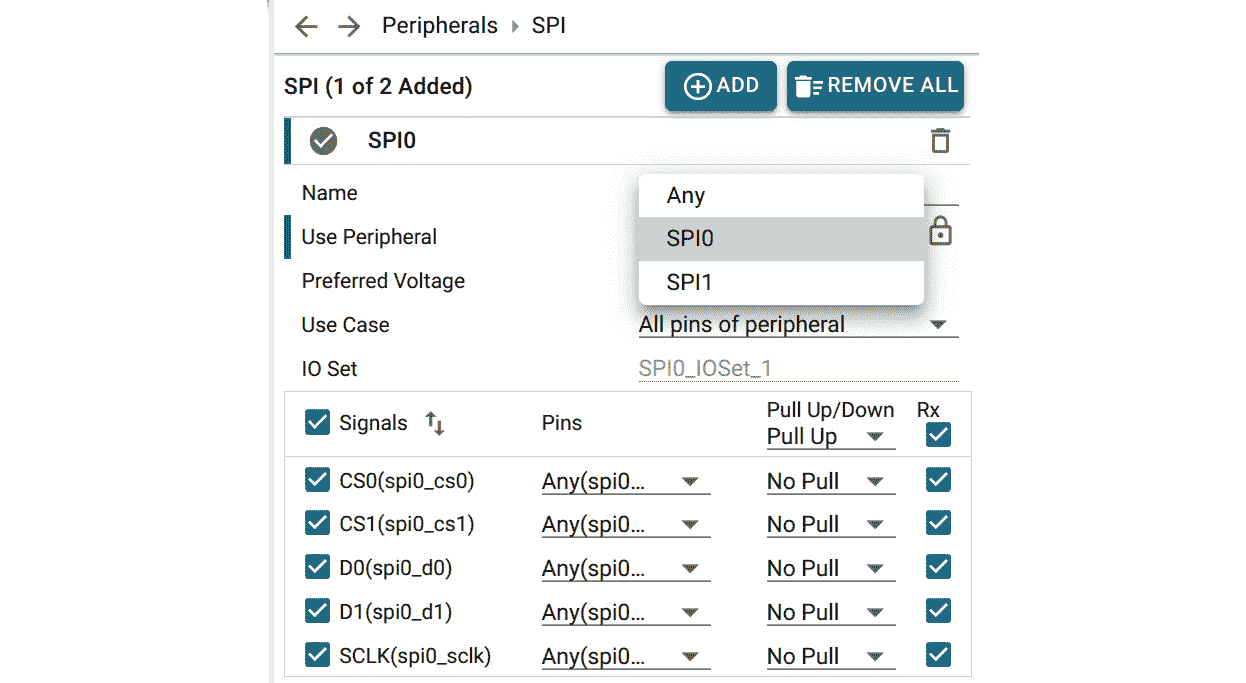 Peripherals SPI
SPI (1 of 2 Added) ADD REMOVE ALL
SPI0
Name
Any
Use Peripheral
SPI0
Preferred Voltage
SPI1
Use Case All pins of peripheral
IO Set SPI0_IOSet_1
Signals Pins Pull Up/Down Rx
Pull Up
CS0(spi0_cs0) Any(spi0... No Pull
CS1(spi0_cs1) Any(spi0... No Pull
D0(spi0_d0) Any(spi0... No Pull
D1(spi0_d1) Any(spi0... No Pull
SCLK(spi0_sclk) Any(spi0... No Pull